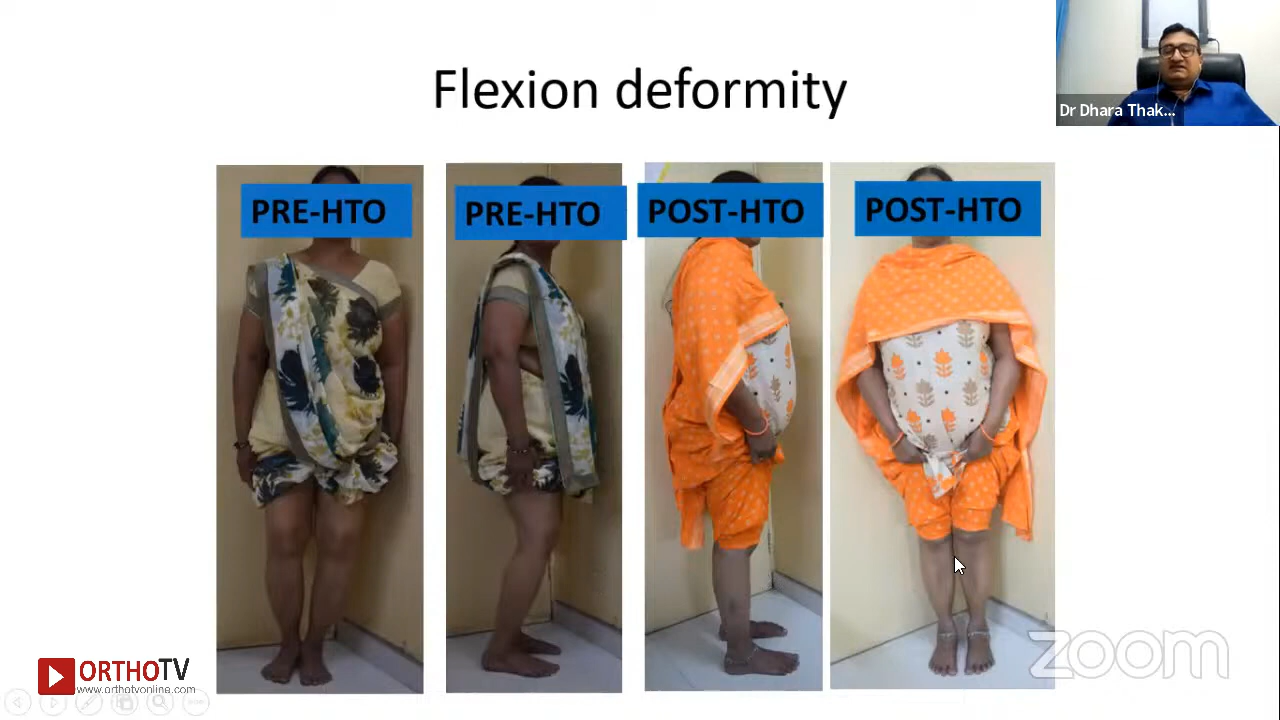 Flexion deformity
Dr Dhara Thak...
PRE-HTO
PRE-HTO
POST-HTO
POST-HTO
ORTHOTV
www.orthotvonline.com
zoom